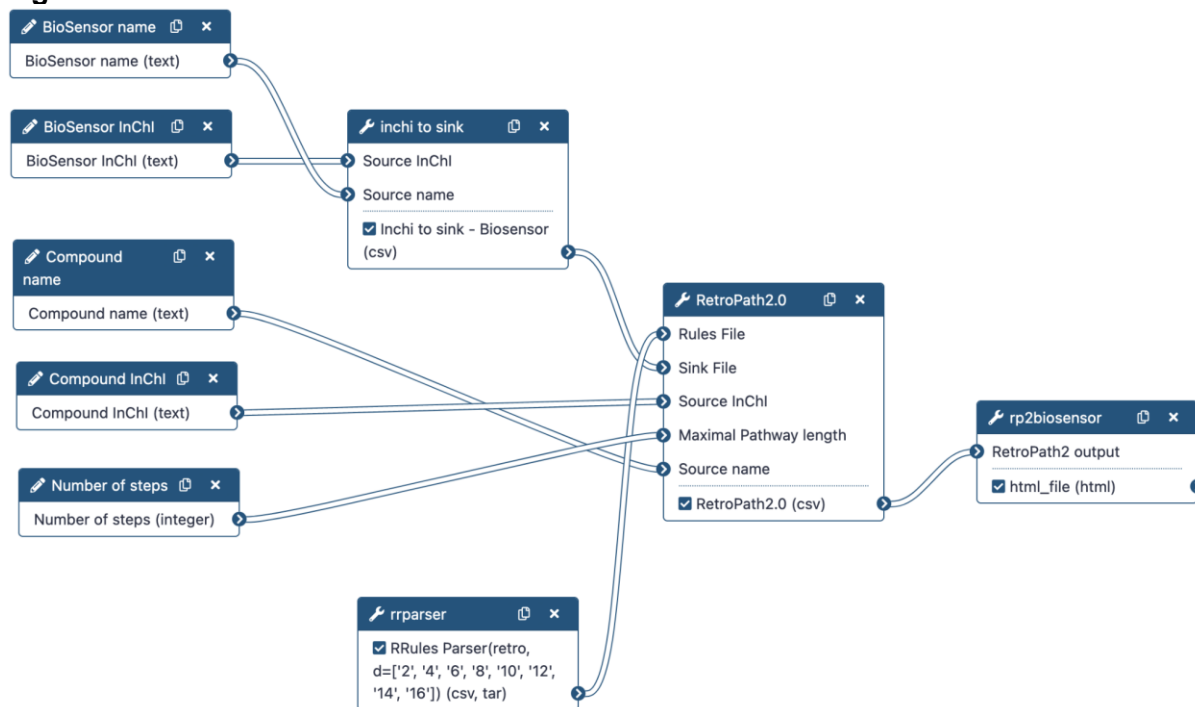 BioSensor name
BioSensor name (text)
BioSensor InChI
BioSensor InChI (text)
inchi to sink
Source InChI
Source name
Inchi to sink - Biosensor
(csv)
Compound
name
Compound name (text)
Compound InChI
Compound InChI (text)
Number of steps
Number of steps (integer)
RetroPath2.0
Rules File
Sink File
Source InChI
Maximal Pathway length
Source name
RetroPath2.0 (csv)
rp2biosensor
RetroPath2 output
html_file (html)
rrparser
RRules Parser(retro,
d=['2', '4', '6', '8', '10', '12',
'14', '16']) (csv, tar)